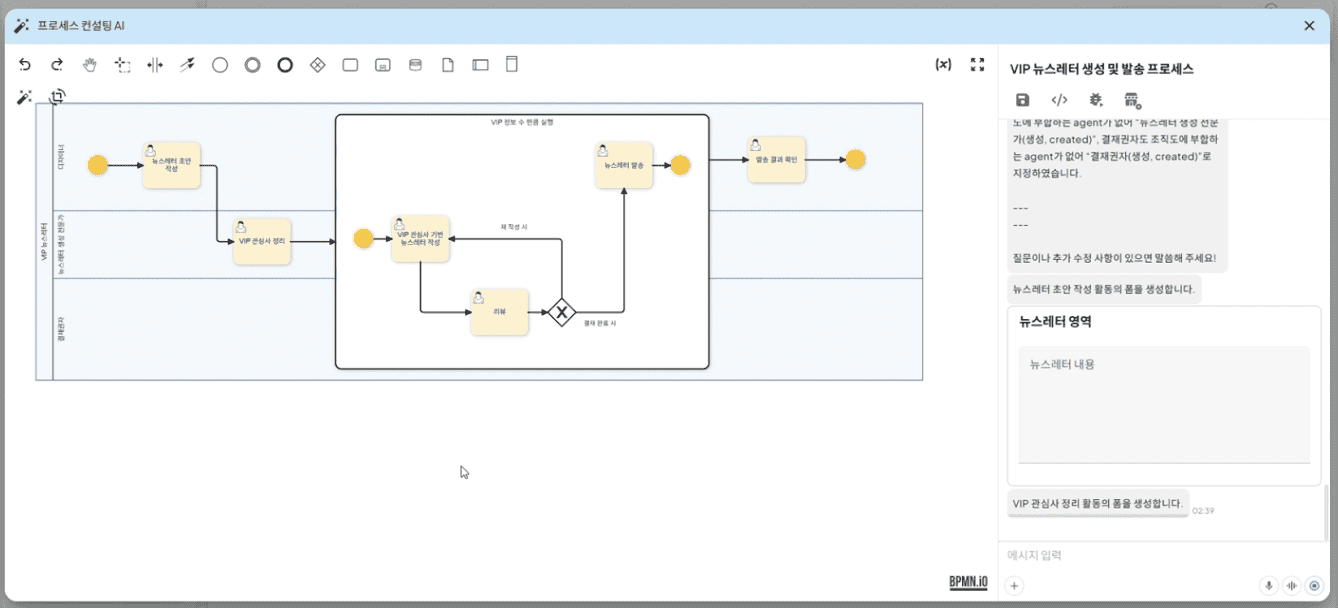 프로세스 컨설팅 AI
VIP 뉴스레터 생성 및 발송 프로세스
VIP 뉴스레터
디자이너
뉴스레터 생성 전문가
결재권자
뉴스레터 초안
작성
VIP 관심사 정리
VIP 정보 수 만큼 실행
VIP 관심사 기반
뉴스레터 작성
재 작성 시
리뷰
결재 완료 시
뉴스레터 발송
발송 결과 확인
도에 부합하는 agent가 없어 "뉴스레터 생성 전문
가(생성, created)", 결재권자도 조직도에 부합하
는 agent가 없어 "결재권자(생성, created)"로
지정하였습니다.
---
---
질문이나 추가 수정 사항이 있으면 말씀해 주세요!
뉴스레터 초안 작성 활동의 폼을 생성합니다.
뉴스레터 영역
뉴스레터 내용
VIP 관심사 정리 활동의 폼을 생성합니다.
02:39
메시지 입력
BPMN.iO